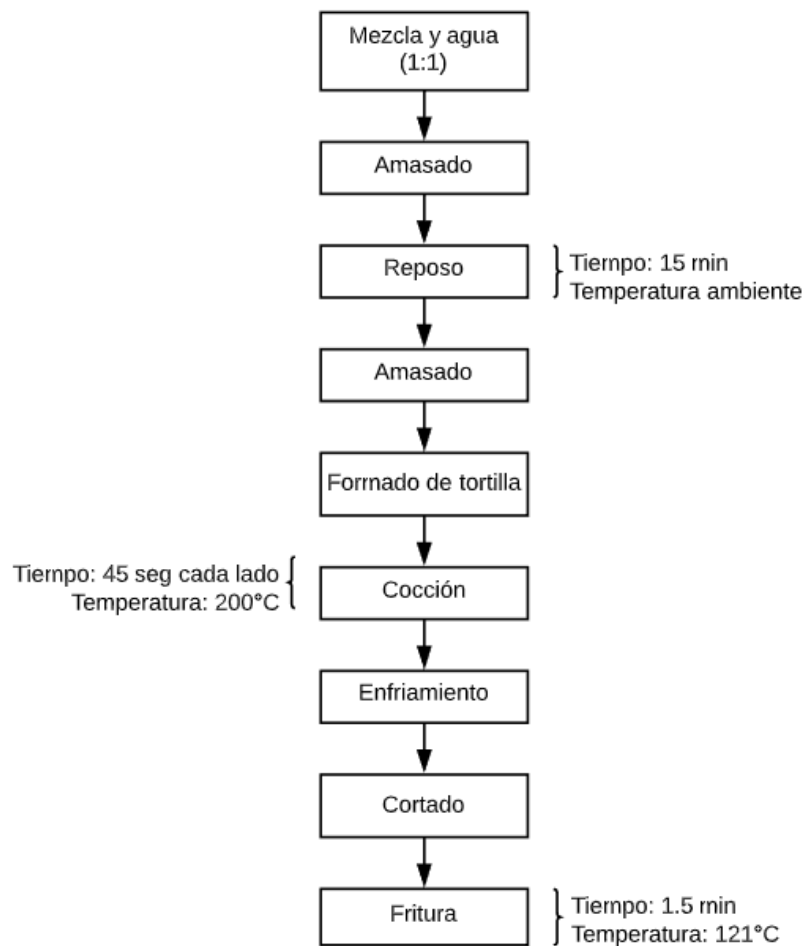 Mezcla y agua
(1:1)
Amasado
Reposo
Tiempo: 15 min
Temperatura ambiente
Amasado
Formado de tortilla
Tiempo: 45 seg cada lado
Temperatura: 200°C
Cocción
Enfriamiento
Cortado
Fritura
Tiempo: 1.5 min
Temperatura: 121°C